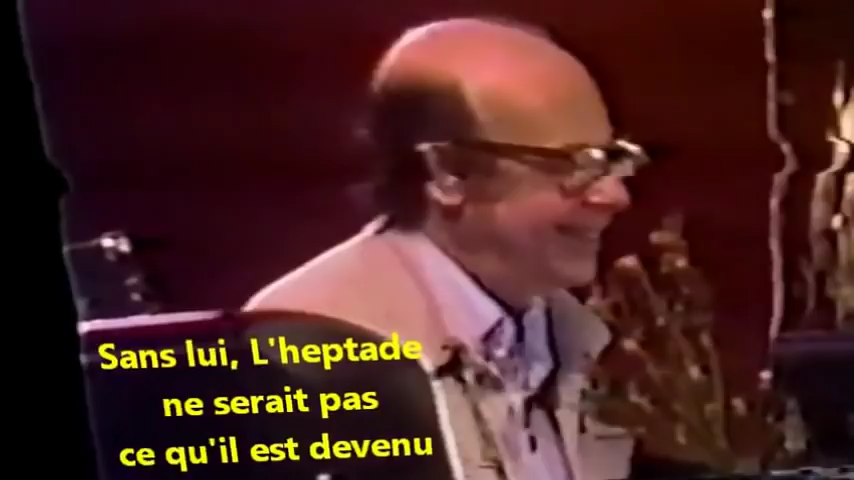 Sans lui, L'heptade
ne serait pas
ce qu'il est devenu